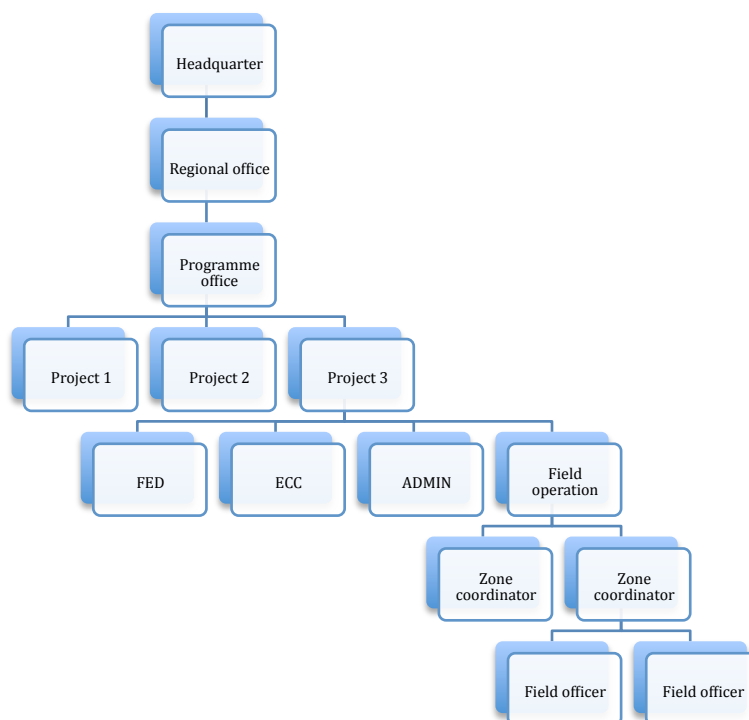 Headquarter
Regional office
Programme
office
Project 1
Project 2
Project 3
FED
ECC
ADMIN
Field
operation
Zone
coordinator
Zone
coordinator
Field officer
Field officer